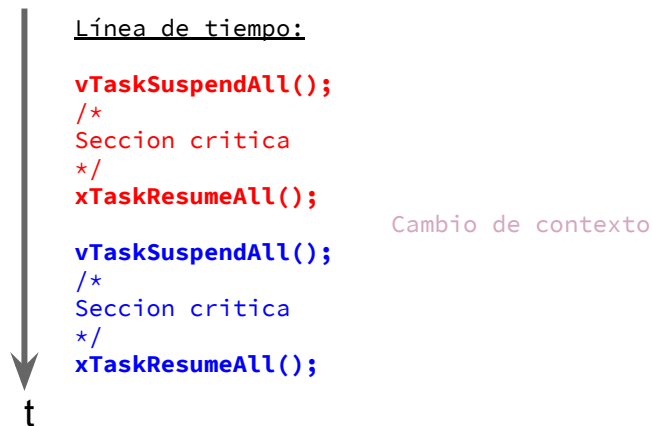 Línea de tiempo:
vTaskSuspendAll();
/*
Seccion critica
*/
xTaskResumeAll();
Cambio de contexto
vTaskSuspendAll();
/*
Seccion critica
*/
xTaskResumeAll();
t